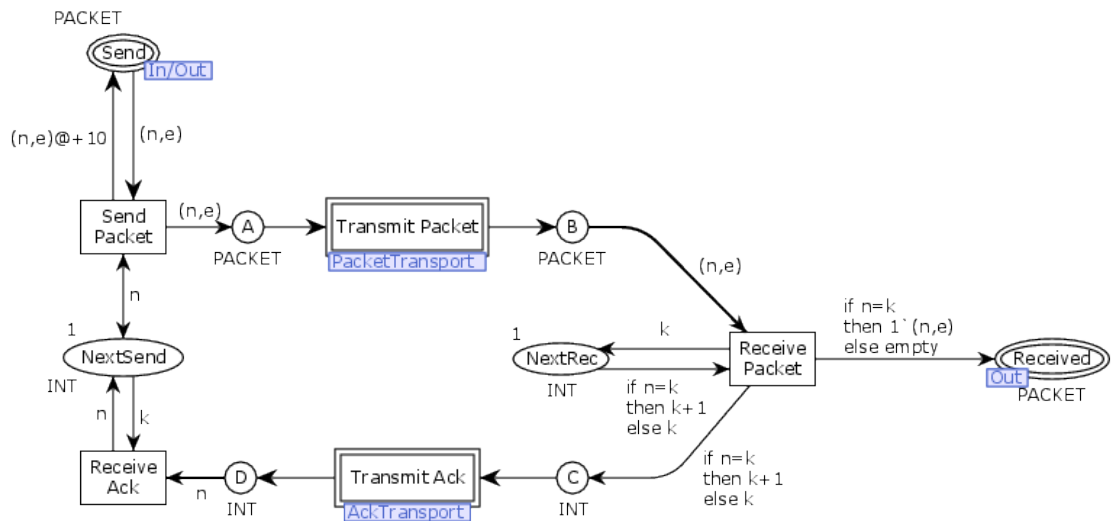 PACKET
Send
In/Out
(n,e)@+10
(n,e)
Send
Packet
(n,e)
A
PACKET
Transmit Packet
PacketTransport
B
PACKET
(n,e)
n
1
NextSend
INT
1
NextRec
INT
k
if n=k
then k+1
else k
Receive
Packet
if n=k
then 1`(n,e)
else empty
Received
Out
PACKET
n
k
Receive
Ack
n
D
INT
Transmit Ack
AckTransport
C
INT
if n=k
then k+1
else k